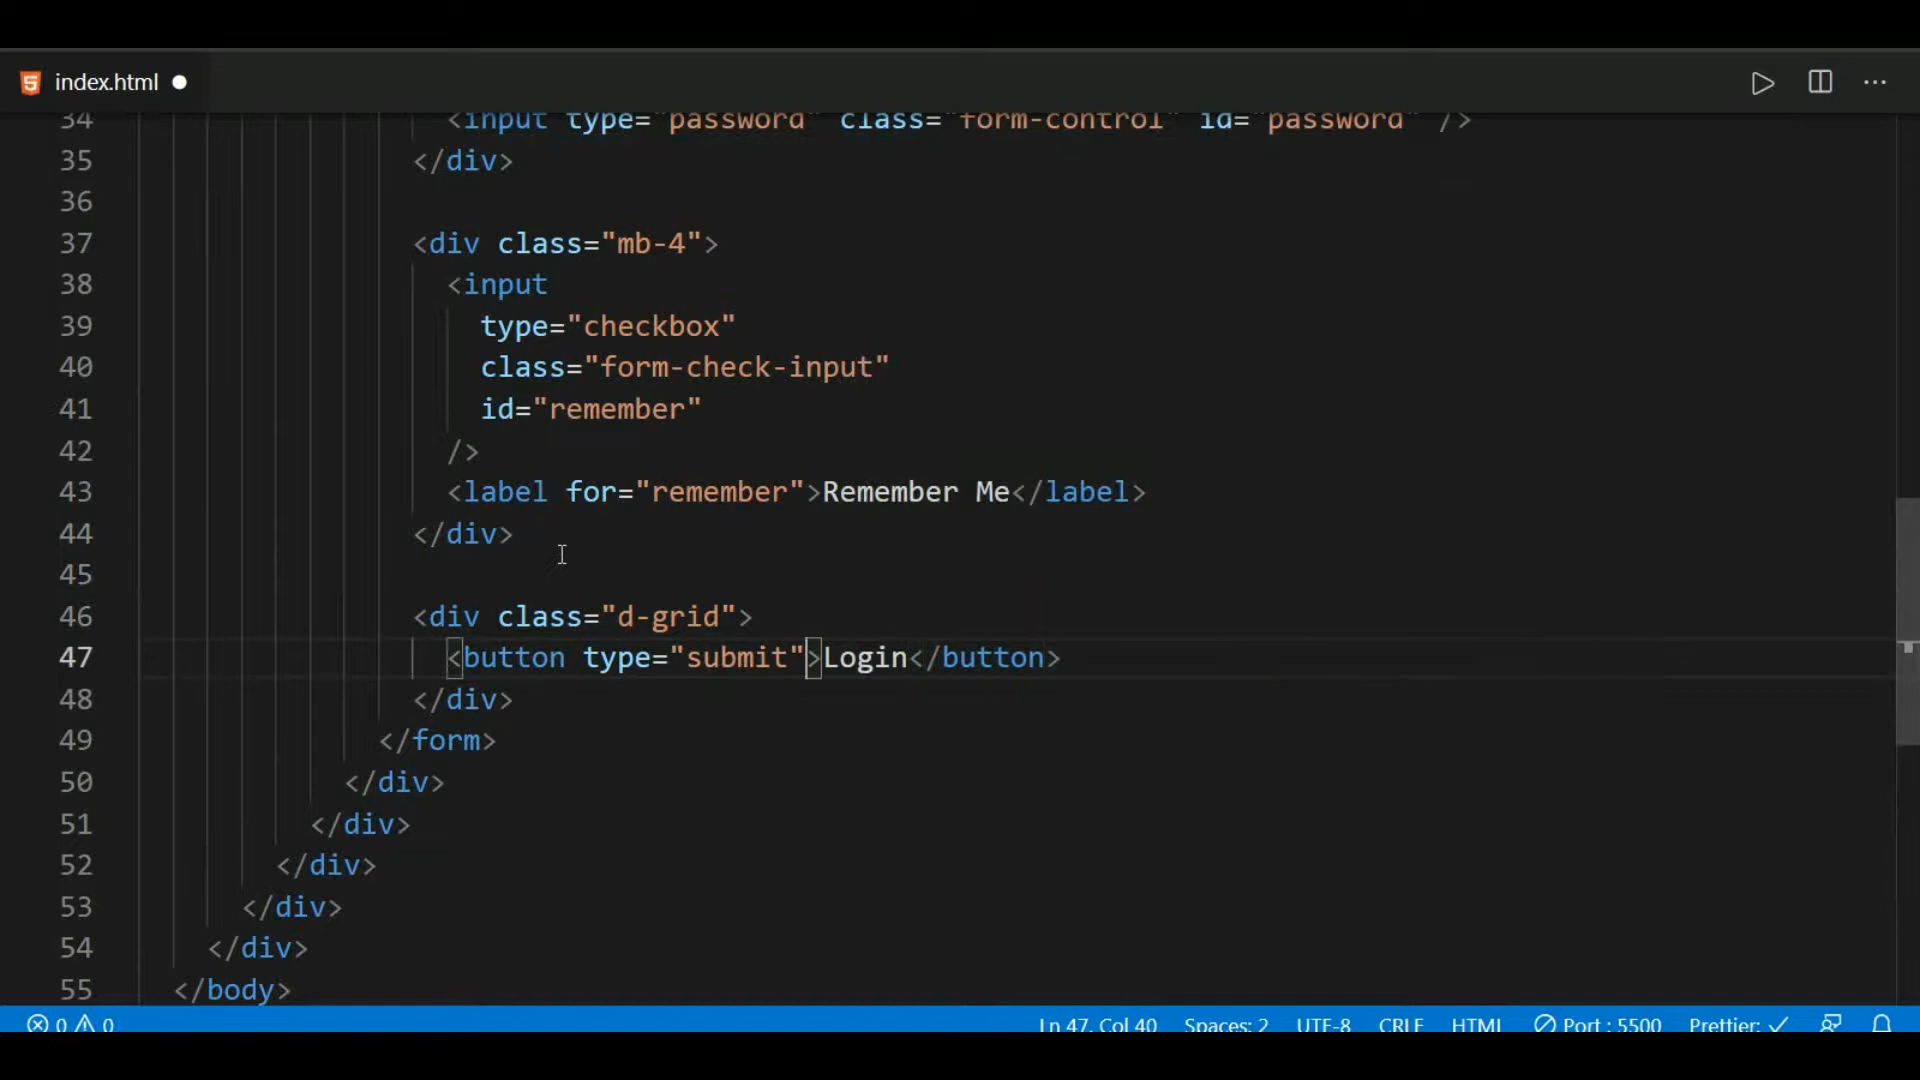 index.html
34 <input type="password" class="form-control" id="password" />
35 </div>
36
37 <div class="mb-4">
38 <input
39 type="checkbox"
40 class="form-check-input"
41 id="remember"
42 />
43 <label for="remember">Remember Me</label>
44 </div>
45
46 <div class="d-grid">
47 <button type="submit">Login</button>
48 </div>
49 </form>
50 </div>
51 </div>
52 </div>
53 </div>
54 </div>
55 </body>
0 0 Ln 47, Col 40 Spaces: 2 UTF-8 CRLF HTML Port : 5500 Prettier: ✓